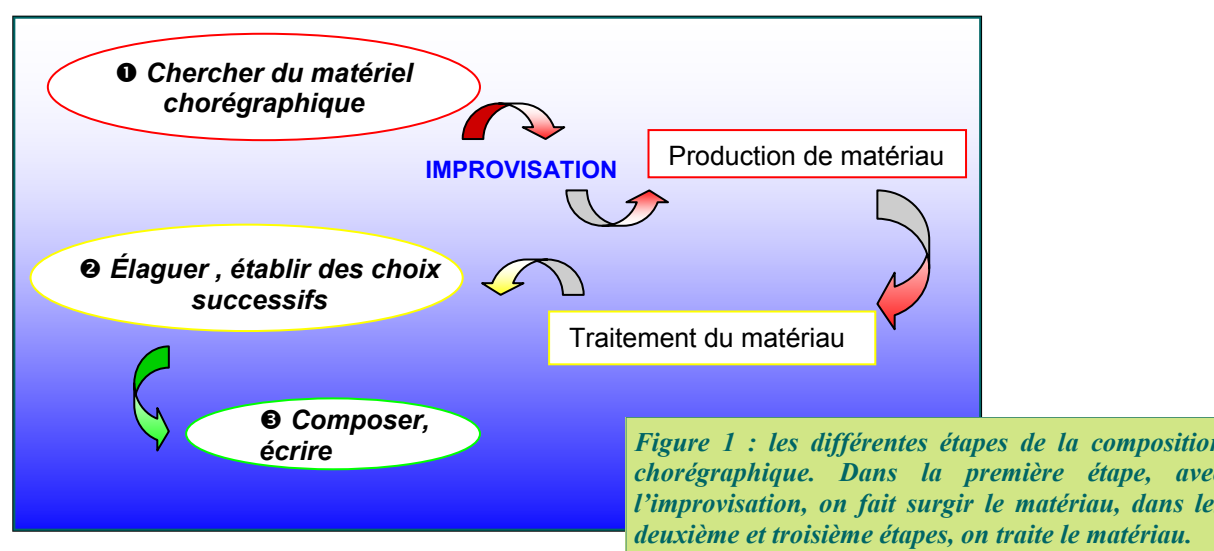 ❶ Chercher du matériel
chorégraphique
IMPROVISATION
Production de matériau
❷ Élaguer , établir des choix
successifs
Traitement du matériau
❸ Composer,
écrire
Figure 1 : les différentes étapes de la composition
chorégraphique. Dans la première étape,
l’improvisation, on fait surgir le matériau, dans
deuxième et troisième étapes, on traite le matériau.